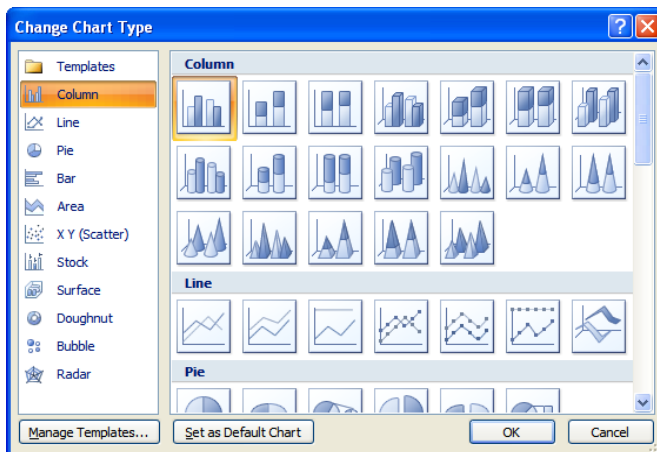 Change Chart Type
Templates
Column
Line
Pie
Bar
Area
X Y (Scatter)
Stock
Surface
Doughnut
Bubble
Radar
Column
Line
Pie
Manage Templates...
Set as Default Chart
OK
Cancel